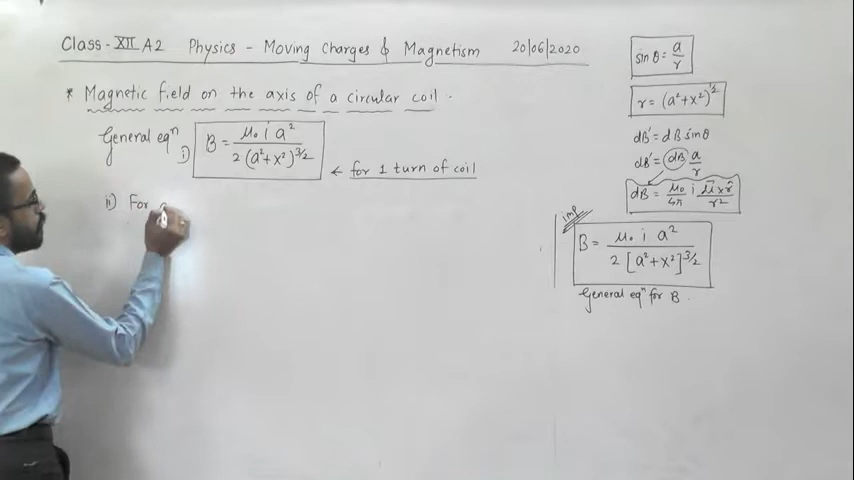 Class - XII A2 Physics - Moving Charges & Magnetism 20/06/2020
* Magnetic field on the axis of a circular coil.
General eqⁿ i) B = μ₀ i a² / 2 (a²+x²)^3/2
← for 1 turn of coil
ii) For
sin θ = a/r
r = (a²+x²)^1/2
dB' = dB sin θ
dB' = dB a/r
dB = μ₀/4π i dl × r̂ / r²
imp
B = μ₀ i a² / 2 [a²+x²]^3/2
General eqⁿ for B.